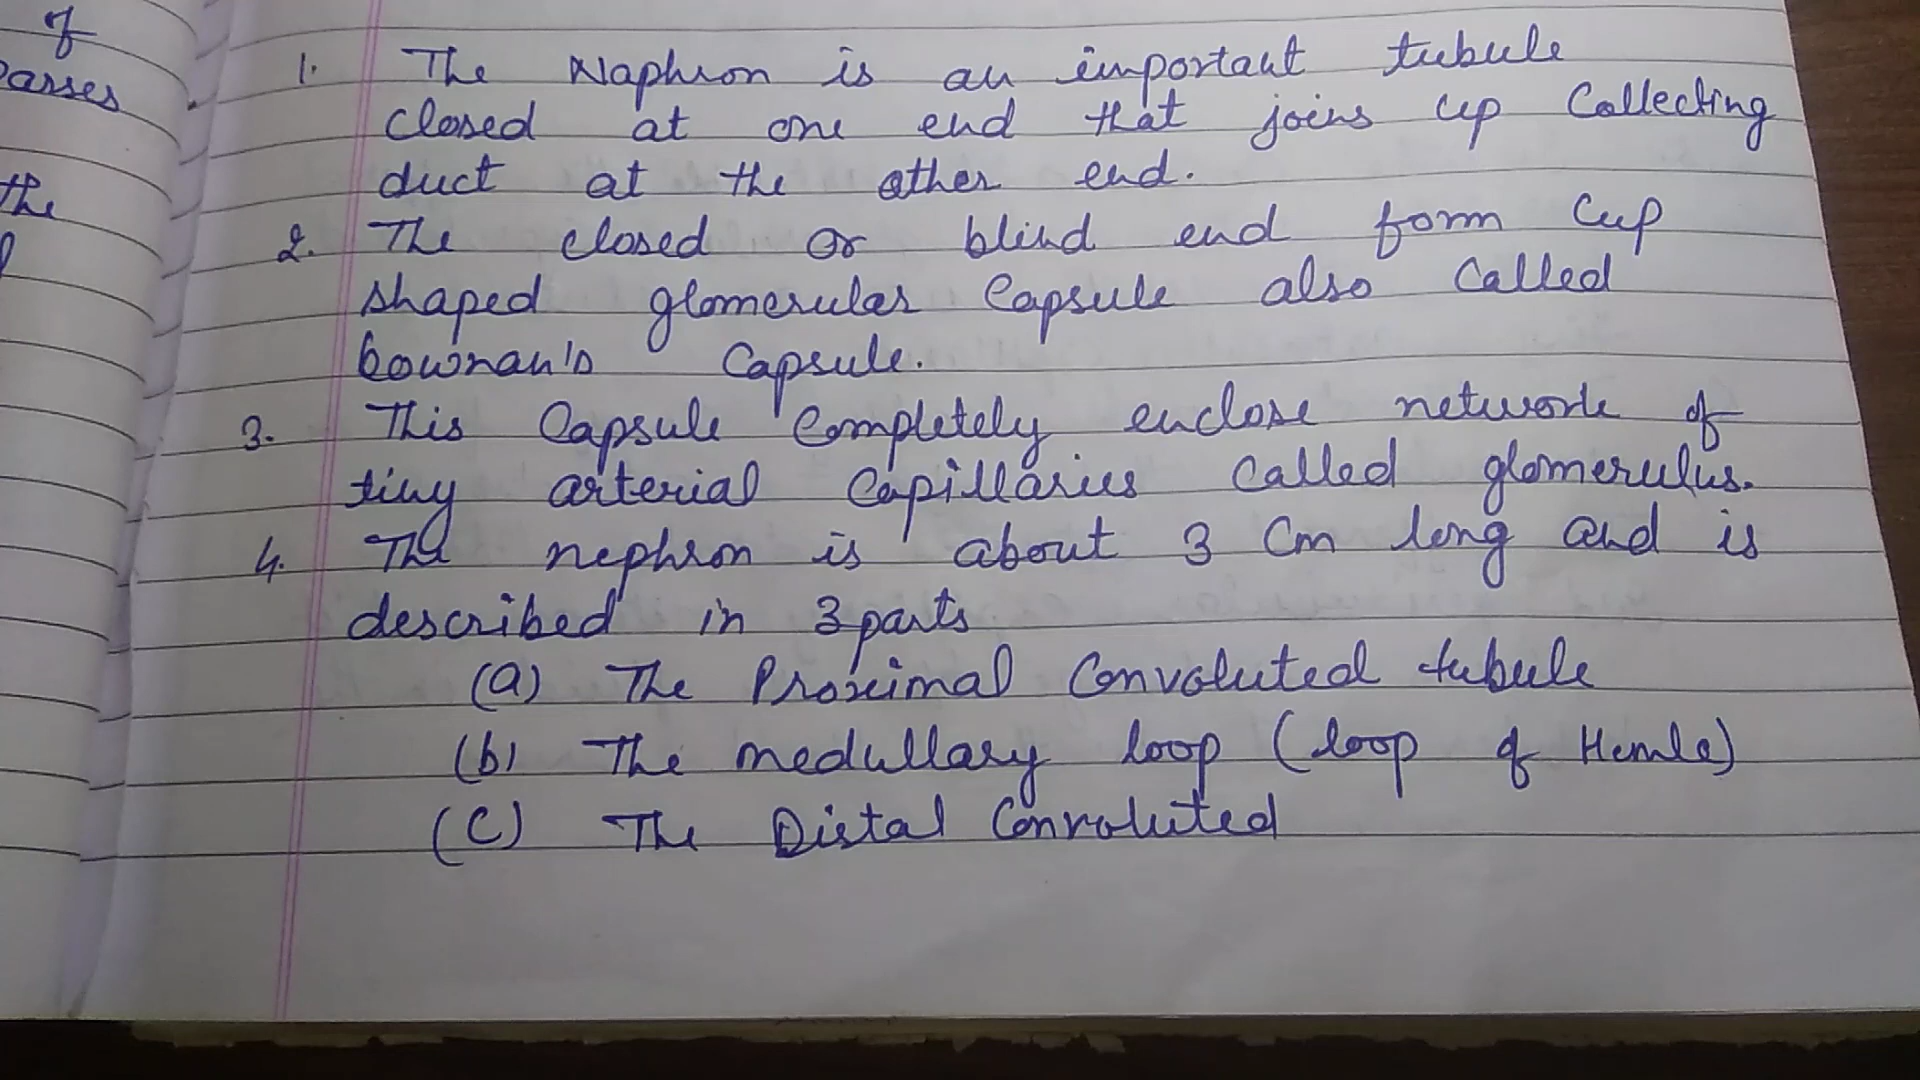 of
passes
the
1. The Naphron is an important tubule
closed at one end that joins up Collecting
duct at the other end.
2. The closed or blind end form cup
shaped glomerular Capsule also Called
bowman's Capsule.
3. This Capsule Completely enclose network of
tiny arterial Capillaries Called glomerulus.
4. The nephron is about 3 Cm long and is
described in 3 parts
(a) The Proximal Convoluted tubule
(b) The medullary loop (loop of Hemle)
(C) The Distal Convoluted